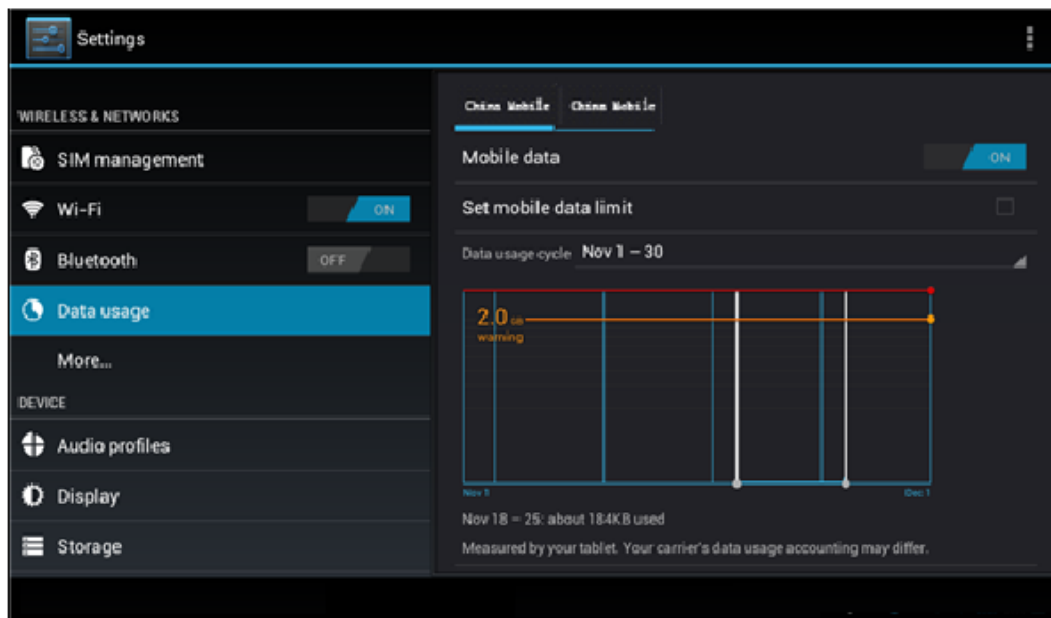 Settings
WIRELESS & NETWORKS
SIM management
Wi-Fi
ON
Bluetooth
OFF
Data usage
More...
DEVICE
Audio profiles
Display
Storage
China Mobile China Mobile
Mobile data
ON
Set mobile data limit
Data usage cycle Nov 1 – 30
2.0 GB
warning
Nov 1
Dec 1
Nov 18 – 25: about 184KB used
Measured by your tablet. Your carrier's data usage accounting may differ.